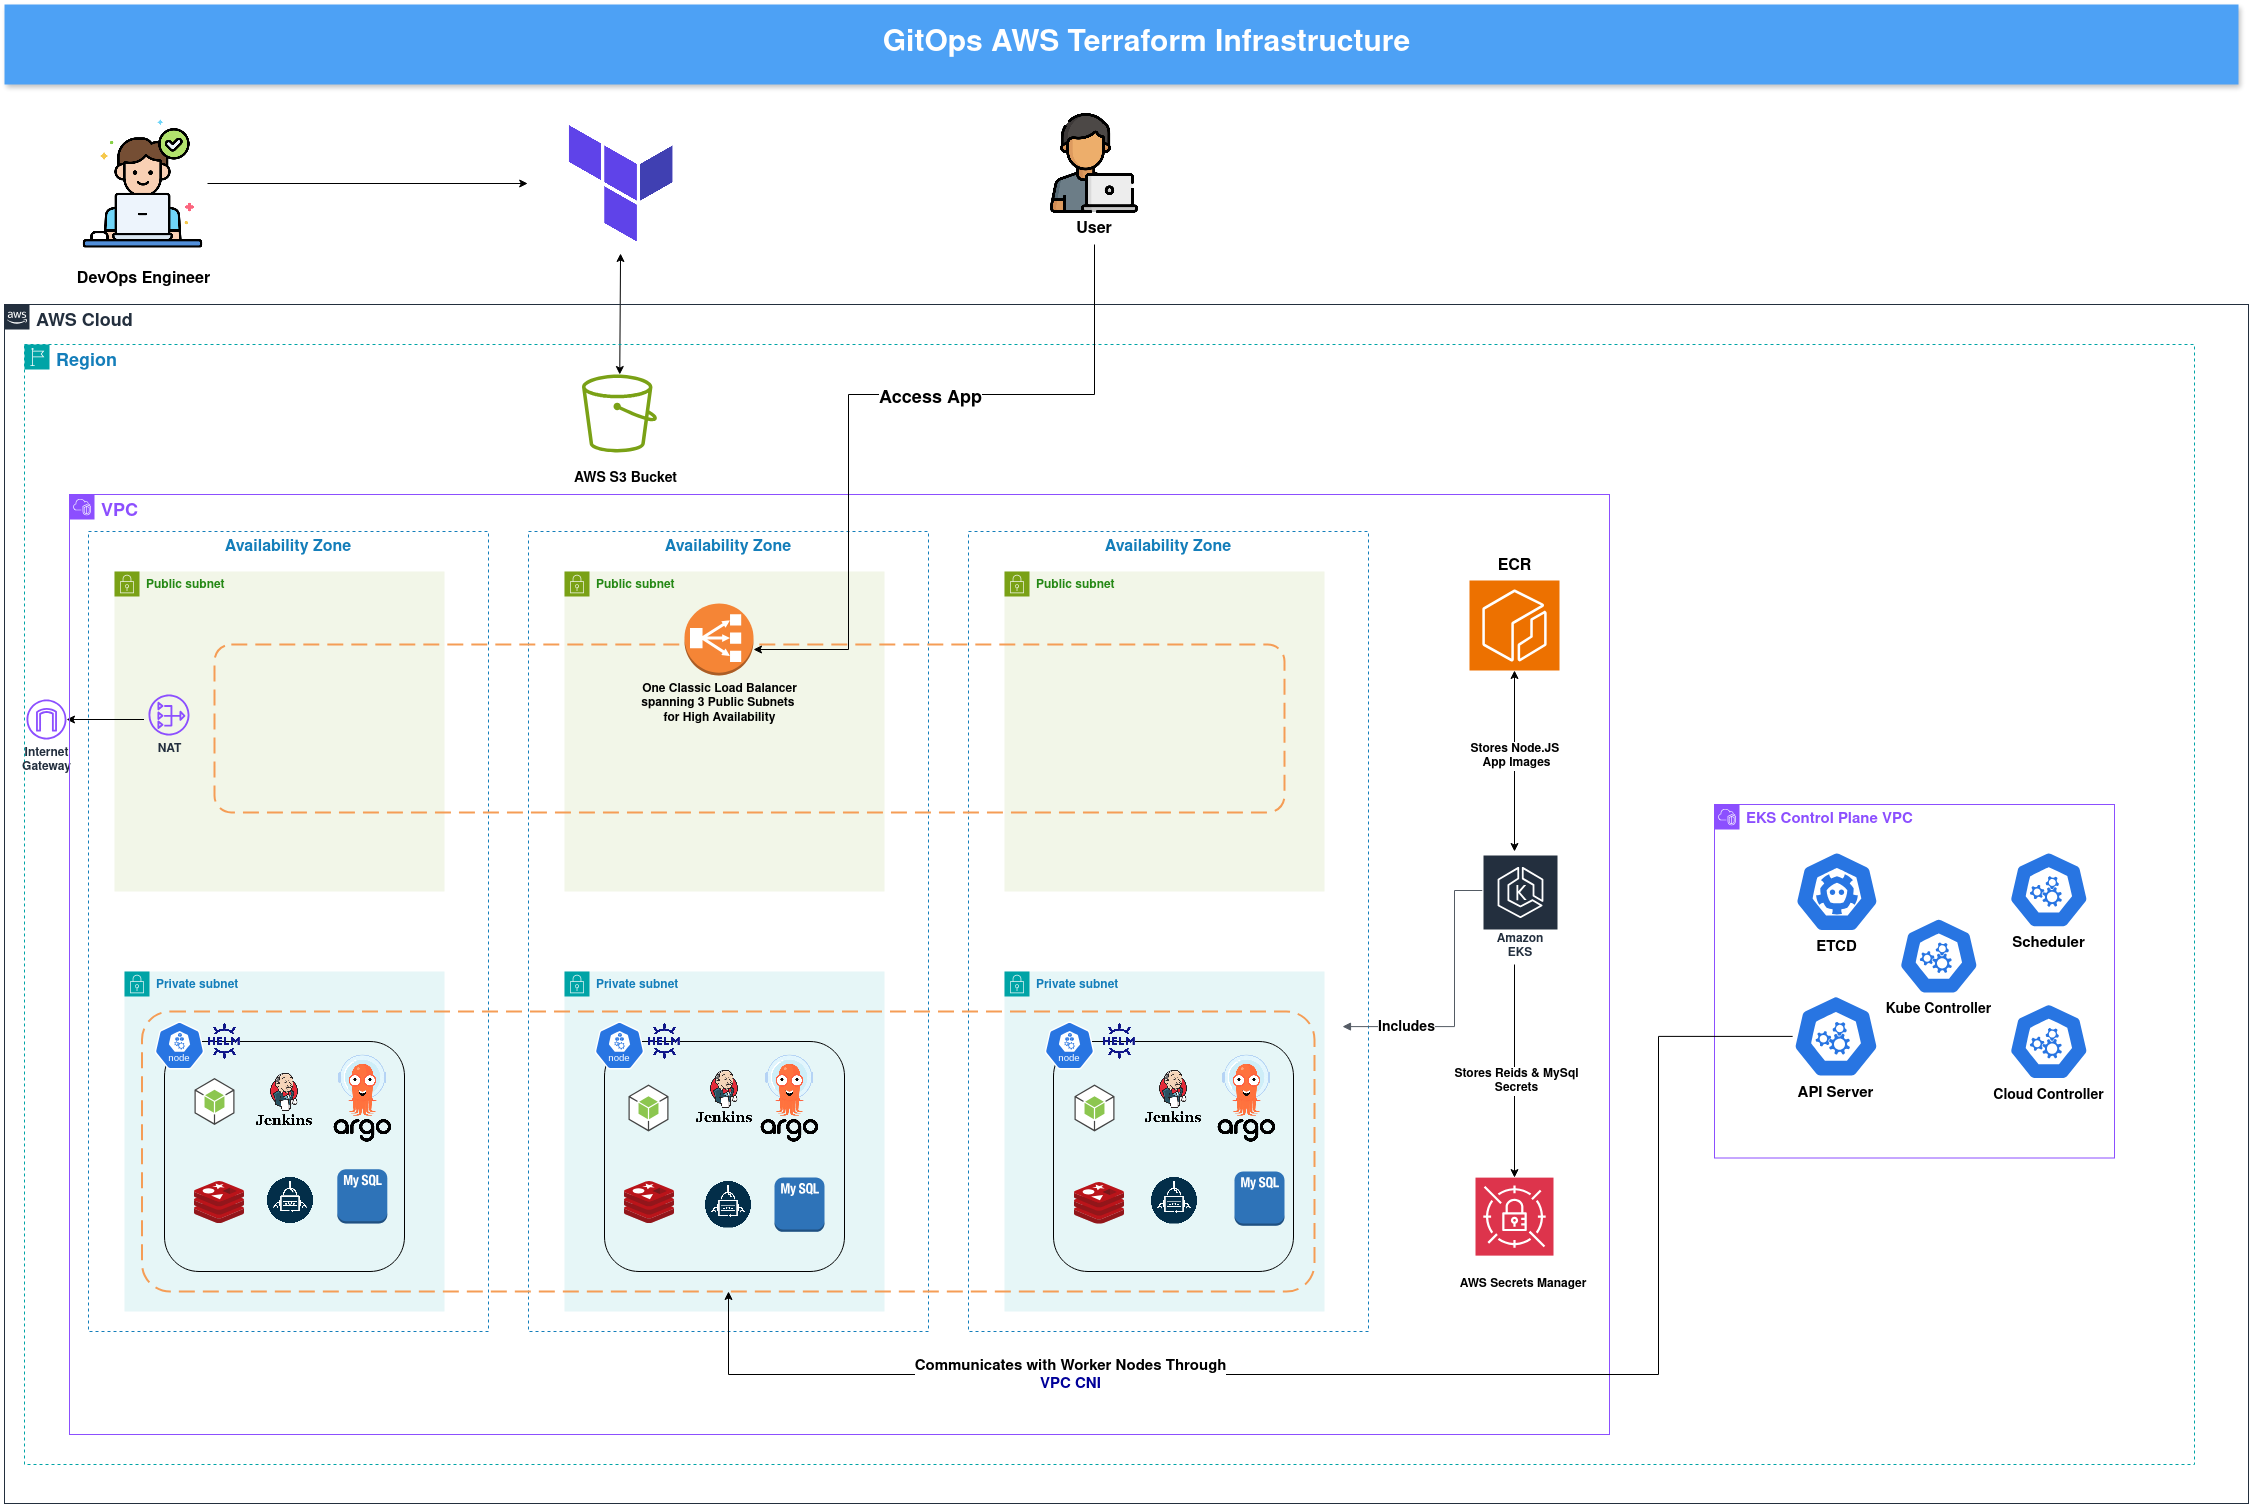 GitOps AWS Terraform Infrastructure
DevOps Engineer
User
aws
AWS Cloud
Region
Access App
AWS S3 Bucket
VPC
Availability Zone
Availability Zone
Availability Zone
Public subnet
Public subnet
Public subnet
One Classic Load Balancer
spanning 3 Public Subnets
for High Availability
NAT
Internet
Gateway
ECR
Stores Node.JS
App Images
K
Amazon
EKS
Includes
Stores Reids & MySql
Secrets
AWS Secrets Manager
EKS Control Plane VPC
ETCD
Scheduler
Kube Controller
API Server
Cloud Controller
Private subnet
node
HELM
Jenkins
argo
My SQL
Private subnet
node
HELM
Jenkins
argo
My SQL
Private subnet
node
HELM
Jenkins
argo
My SQL
Communicates with Worker Nodes Through
VPC CNI